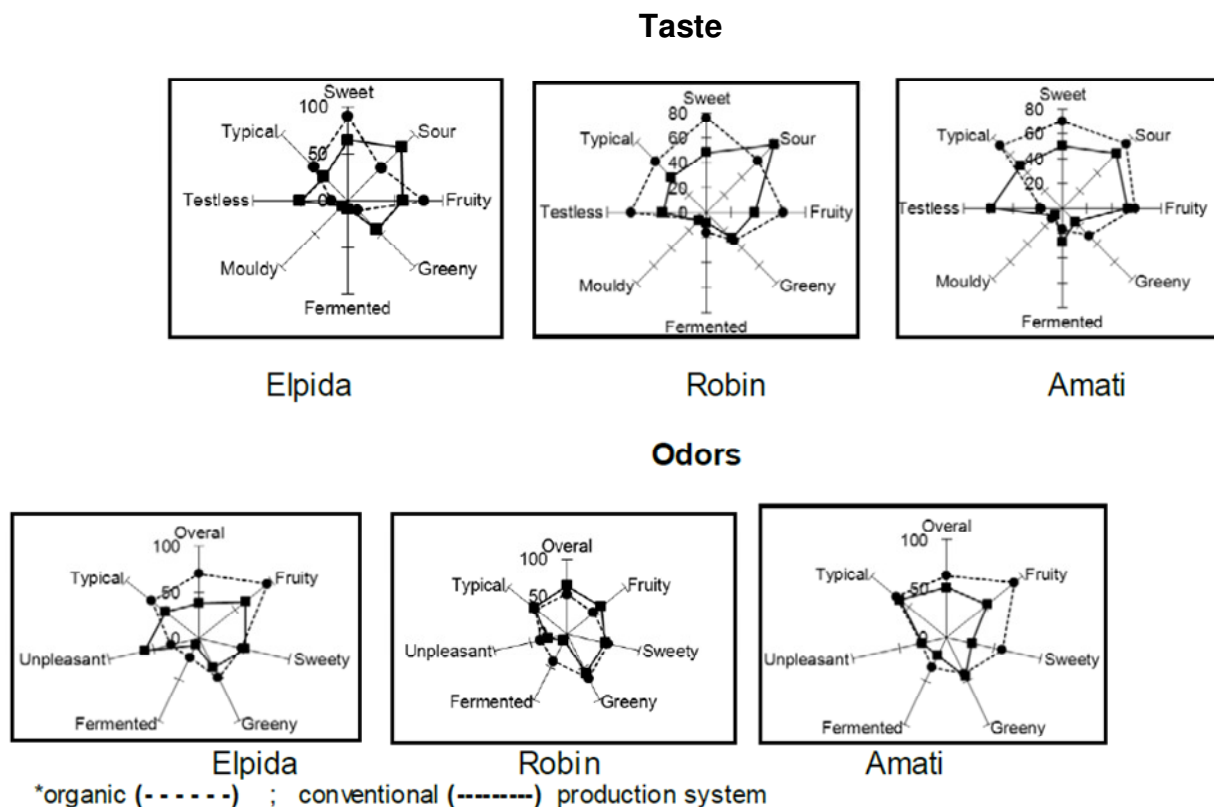 Taste
Sweet
100
Typical
Sour
50
Testless
0
Fruity
Mouldy
Greeny
Fermented
Sweet
80
Typical
60
Sour
40
20
Testless
0
Fruity
Mouldy
Greeny
Fermented
Sweet
80
Typical
60
Sour
40
20
Testless
Fruity
Mouldy
Greeny
Fermented
Elpida
Robin
Amati
Odors
Overal
100
Typical
Fruity
50
0
Unpleasant
Sweety
Fermented
Greeny
Overal
100
Typical
Fruity
50
Unpleasant
Sweety
Fermented
Greeny
Overal
100
Typical
Fruity
50
0
Unpleasant
Sweety
Fermented
Greeny
Elpida
Robin
Amati
*organic (- - - - - -) ; conventional (---------) production system